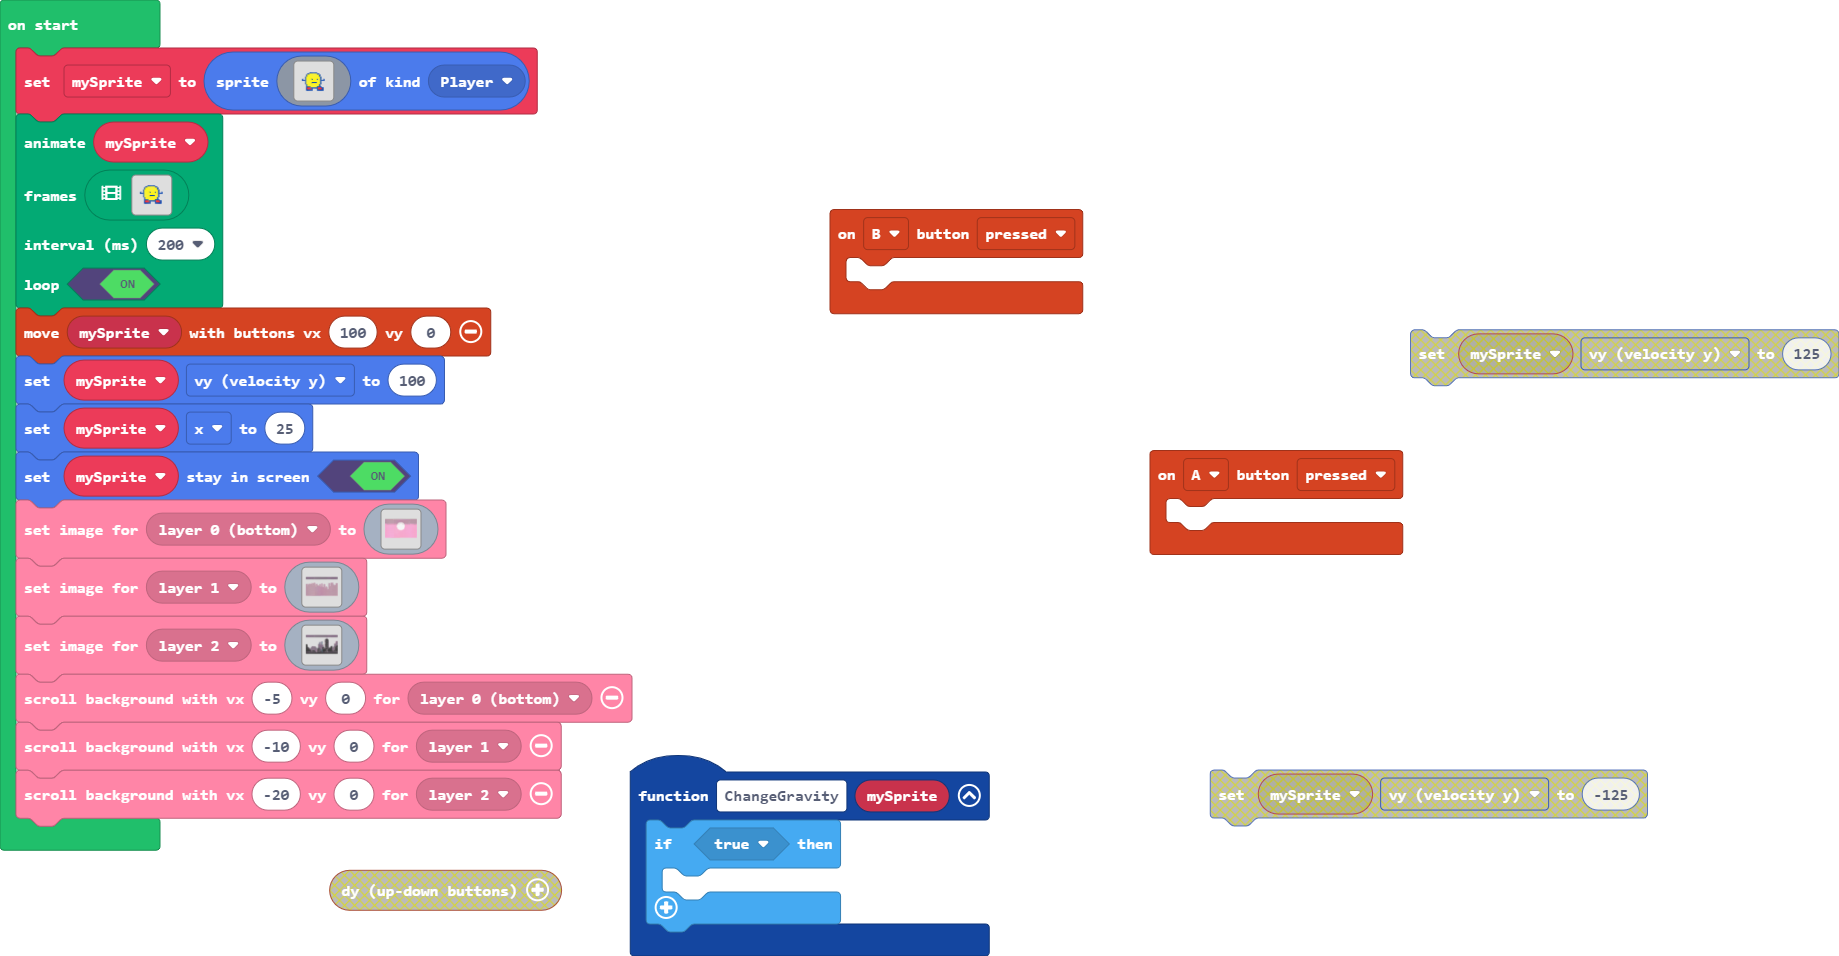 on start
set mySprite to sprite of kind Player
animate mySprite
frames
interval (ms) 200
loop ON
move mySprite with buttons vx 100 vy 0
set mySprite vy (velocity y) to 100
set mySprite x to 25
set mySprite stay in screen ON
set image for layer 0 (bottom) to
set image for layer 1 to
set image for layer 2 to
scroll background with vx -5 vy 0 for layer 0 (bottom)
scroll background with vx -10 vy 0 for layer 1
scroll background with vx -20 vy 0 for layer 2
dy (up-down buttons)
on B button pressed
set mySprite vy (velocity y) to 125
on A button pressed
function ChangeGravity mySprite
if true then
set mySprite vy (velocity y) to -125